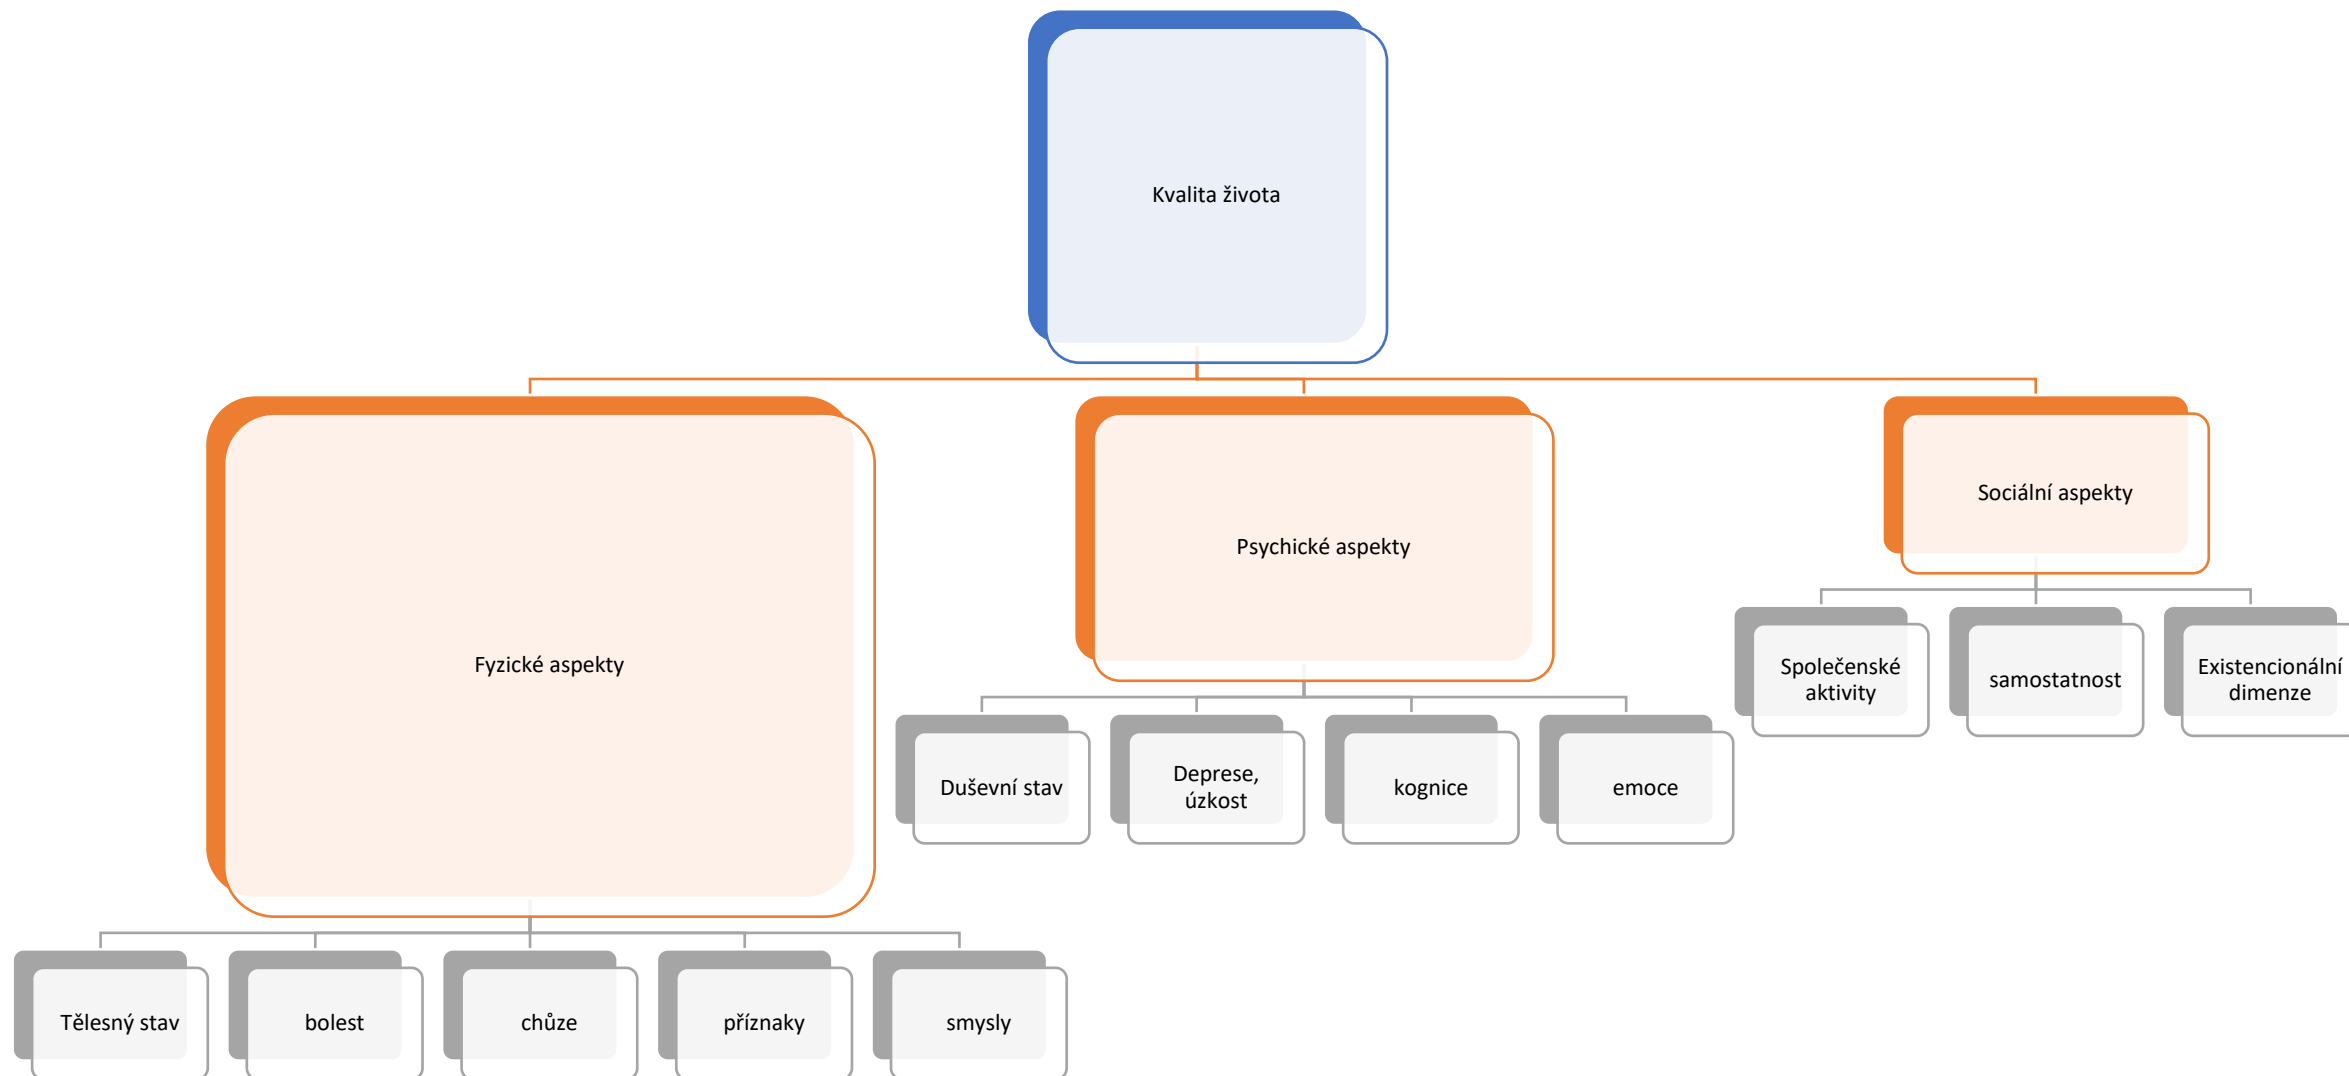 Kvalita života
Fyzické aspekty
Tělesný stav
bolest
chůze
příznaky
smysly
Psychické aspekty
Duševní stav
Deprese,
úzkost
kognice
emoce
Sociální aspekty
Společenské
aktivity
samostatnost
Existencionální
dimenze